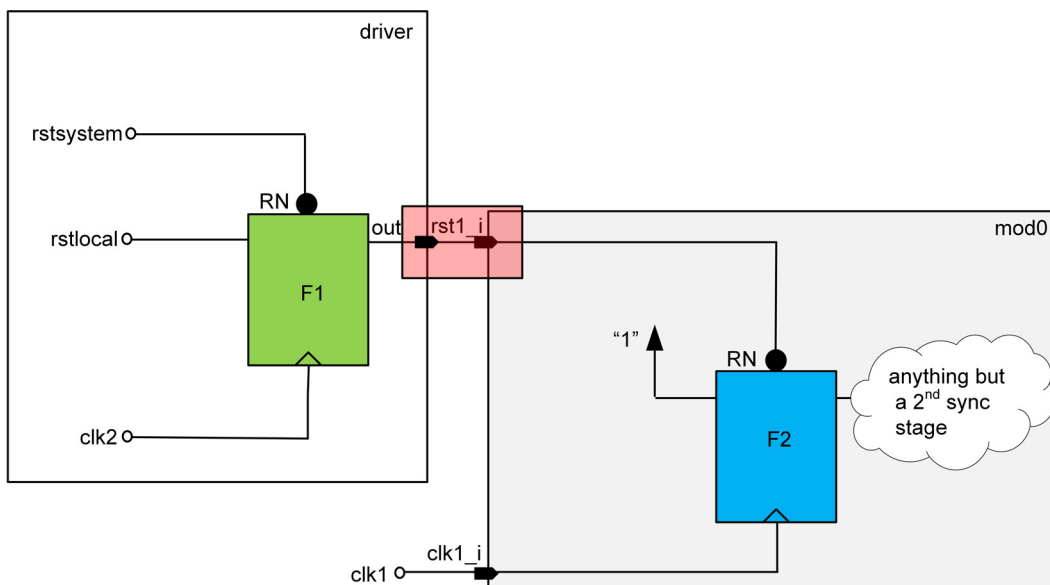 driver
rstsystem
RN
rstlocal
out
rst1_i
mod0
F1
"1"
RN
anything but
a 2nd sync
stage
clk2
F2
clk1_i
clk1